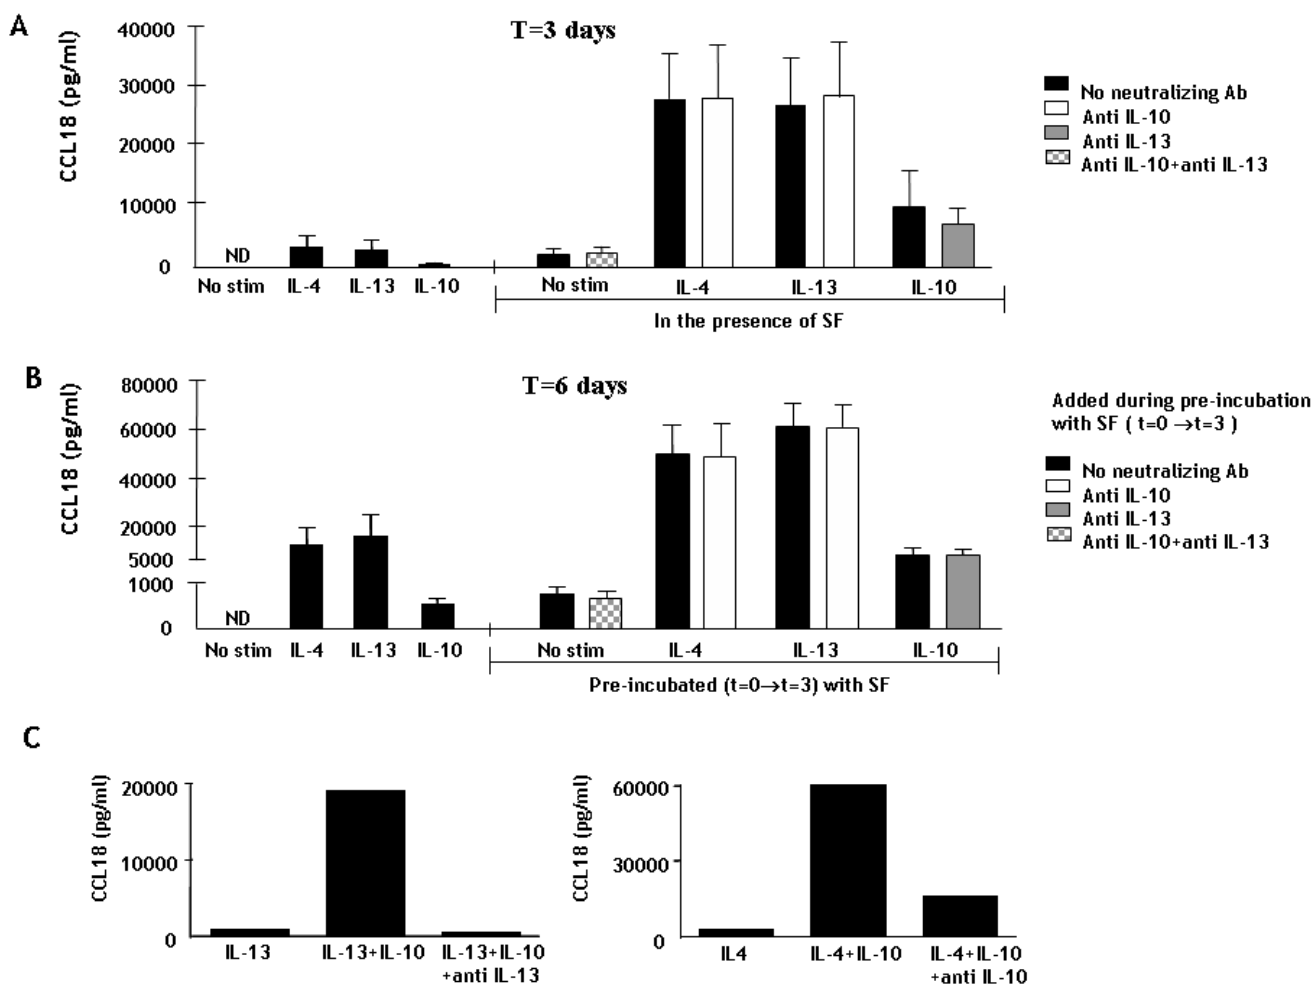 A
T=3 days
CCL18 (pg/ml)
40000
30000
20000
10000
0
ND
No stim IL-4 IL-13 IL-10 No stim IL-4 IL-13 IL-10
In the presence of SF
No neutralizing Ab
Anti IL-10
Anti IL-13
Anti IL-10+anti IL-13
B
T=6 days
CCL18 (pg/ml)
80000
60000
40000
20000
5000
1000
0
ND
No stim IL-4 IL-13 IL-10 No stim IL-4 IL-13 IL-10
Pre-incubated (t=0→t=3) with SF
Added during pre-incubation
with SF ( t=0 →t=3 )
No neutralizing Ab
Anti IL-10
Anti IL-13
Anti IL-10+anti IL-13
C
CCL18 (pg/ml)
20000
10000
0
IL-13 IL-13+IL-10 IL-13+IL-10
+anti IL-13
CCL18 (pg/ml)
60000
30000
0
IL4 IL-4+IL-10 IL-4+IL-10
+anti IL-10